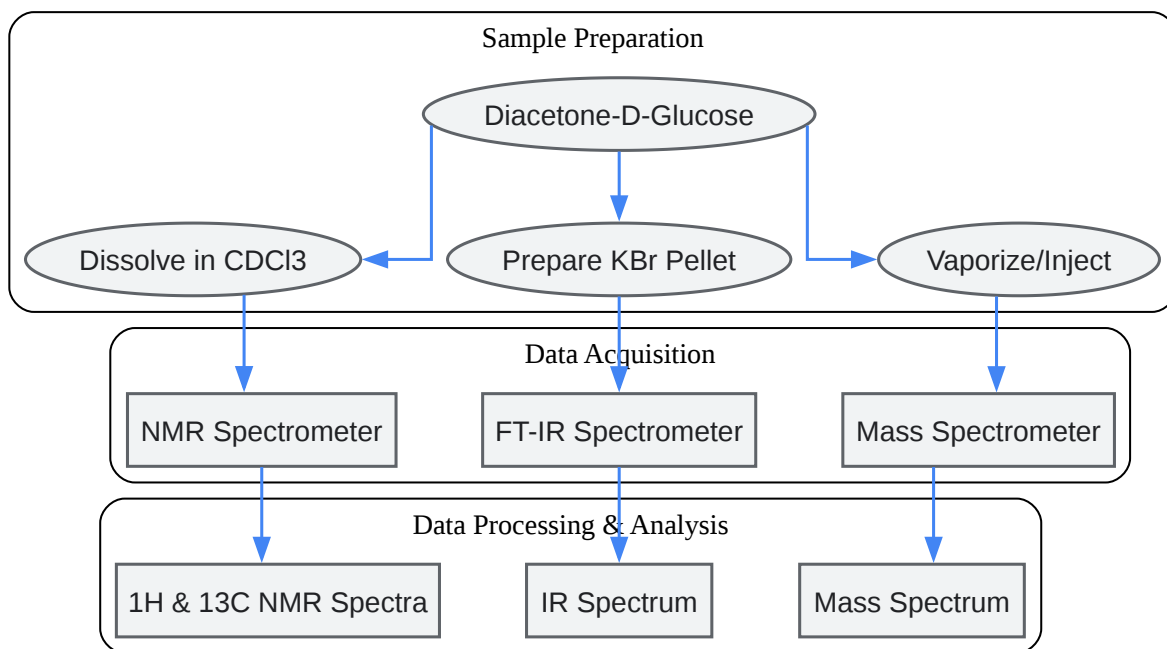 Sample Preparation
Diacetone-D-Glucose
Dissolve in CDCl3
Prepare KBr Pellet
Vaporize/Inject
Data Acquisition
NMR Spectrometer
FT-IR Spectrometer
Mass Spectrometer
Data Processing & Analysis
1H & 13C NMR Spectra
IR Spectrum
Mass Spectrum